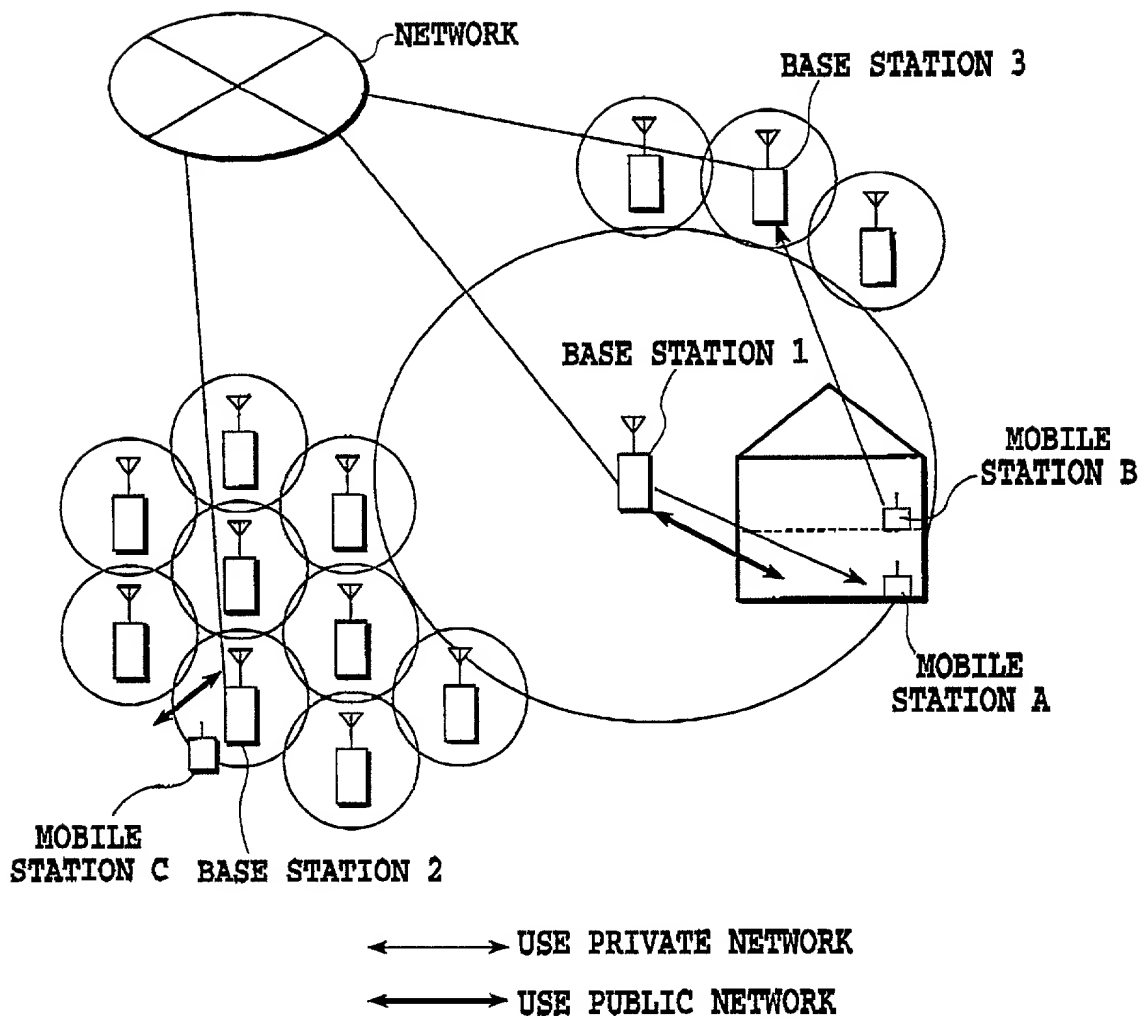 NETWORK
BASE STATION 3
BASE STATION 1
MOBILE
STATION B
MOBILE
STATION A
MOBILE
STATION C
BASE STATION 2
USE PRIVATE NETWORK
USE PUBLIC NETWORK